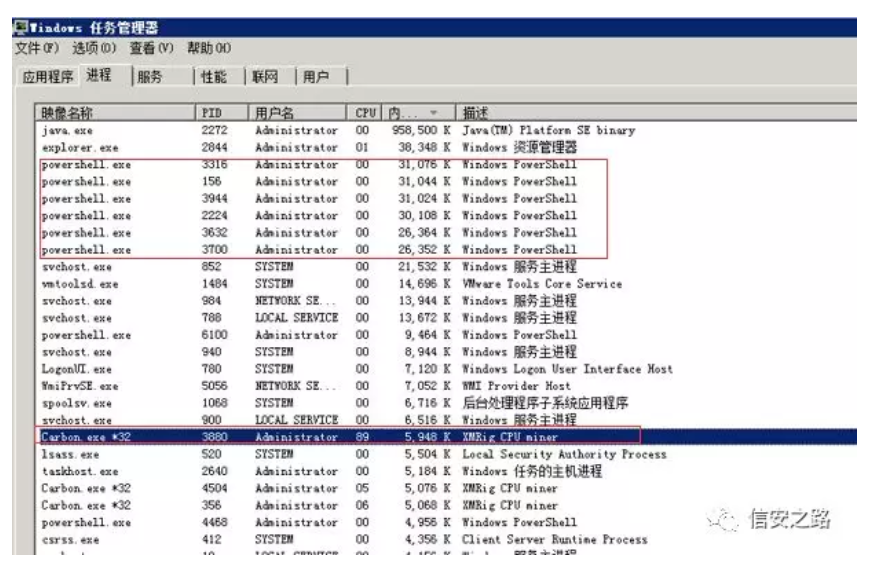 Windows 任务管理器
文件(F) 选项(O) 查看(V) 帮助(H)
应用程序 进程 服务 性能 联网 用户
映像名称 PID 用户名 CPU 内... 描述
java.exe 2272 Administrator 00 958,500 K Java(TM) Platform SE binary
explorer.exe 2844 Administrator 01 38,348 K Windows 资源管理器
powershell.exe 3316 Administrator 00 31,076 K Windows PowerShell
powershell.exe 156 Administrator 00 31,044 K Windows PowerShell
powershell.exe 3944 Administrator 00 31,024 K Windows PowerShell
powershell.exe 2224 Administrator 00 30,108 K Windows PowerShell
powershell.exe 3632 Administrator 00 26,364 K Windows PowerShell
powershell.exe 3700 Administrator 00 26,352 K Windows PowerShell
svchost.exe 852 SYSTEM 00 21,532 K Windows 服务主进程
vmtoolsd.exe 1484 SYSTEM 00 14,696 K VMware Tools Core Service
svchost.exe 984 NETWORK SE... 00 13,944 K Windows 服务主进程
svchost.exe 788 LOCAL SERVICE 00 13,672 K Windows 服务主进程
powershell.exe 6100 Administrator 00 9,464 K Windows PowerShell
svchost.exe 940 SYSTEM 00 8,944 K Windows 服务主进程
LogonUI.exe 780 SYSTEM 00 7,120 K Windows Logon User Interface Host
WmiPrvSE.exe 5056 NETWORK SE... 00 7,052 K WMI Provider Host
spoolsv.exe 1068 SYSTEM 00 6,716 K 后台处理程序子系统应用程序
svchost.exe 900 LOCAL SERVICE 00 6,516 K Windows 服务主进程
Carbon.exe *32 3880 Administrator 89 5,948 K XMRig CPU miner
lsass.exe 520 SYSTEM 00 5,504 K Local Security Authority Process
taskhost.exe 2640 Administrator 00 5,184 K Windows 任务的主机进程
Carbon.exe *32 4504 Administrator 05 5,076 K XMRig CPU miner
Carbon.exe *32 356 Administrator 06 5,068 K XMRig CPU miner
powershell.exe 4468 Administrator 00 4,956 K Windows PowerShell
csrss.exe 412 SYSTEM 00 4,356 K Client Server Runtime Process
信安之路